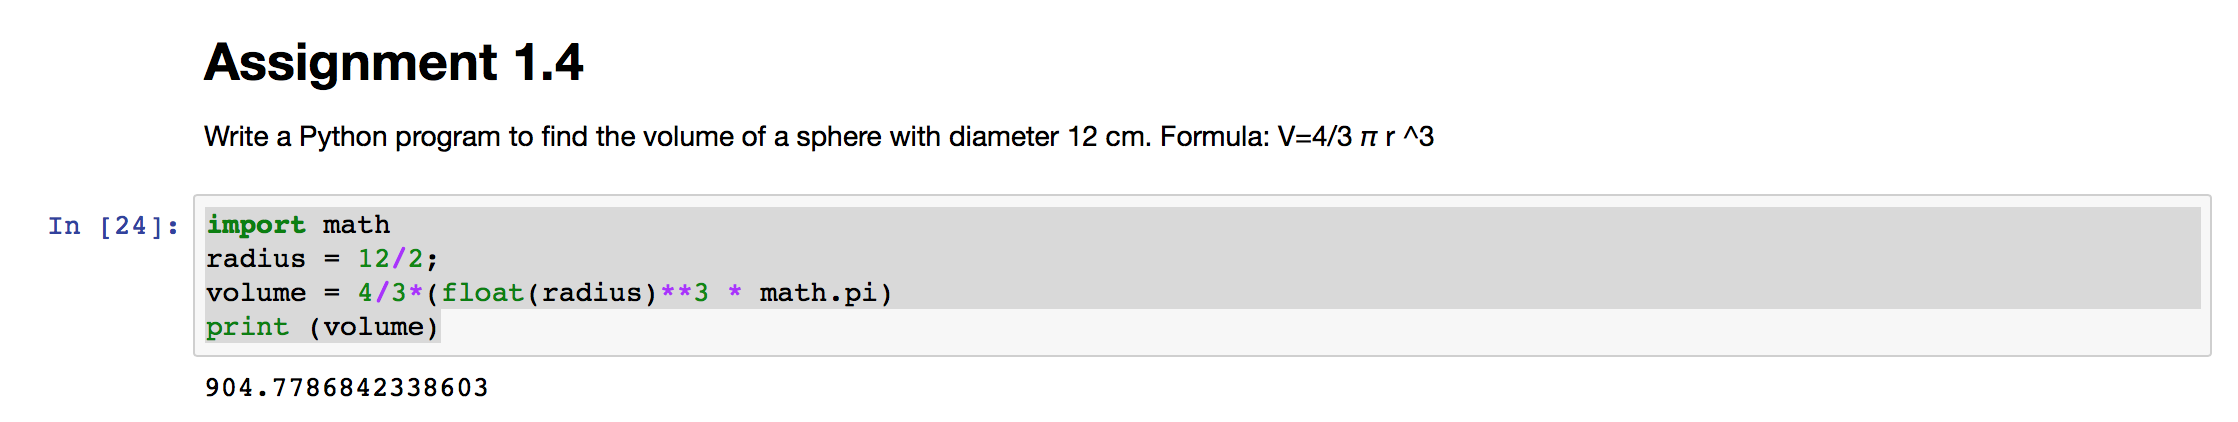 Assignment 1.4
Write a Python program to find the volume of a sphere with diameter 12 cm. Formula: V=4/3 π r ^3
In [24]:
import math
radius = 12/2;
volume = 4/3*(float(radius)**3 * math.pi)
print (volume)
904.7786842338603